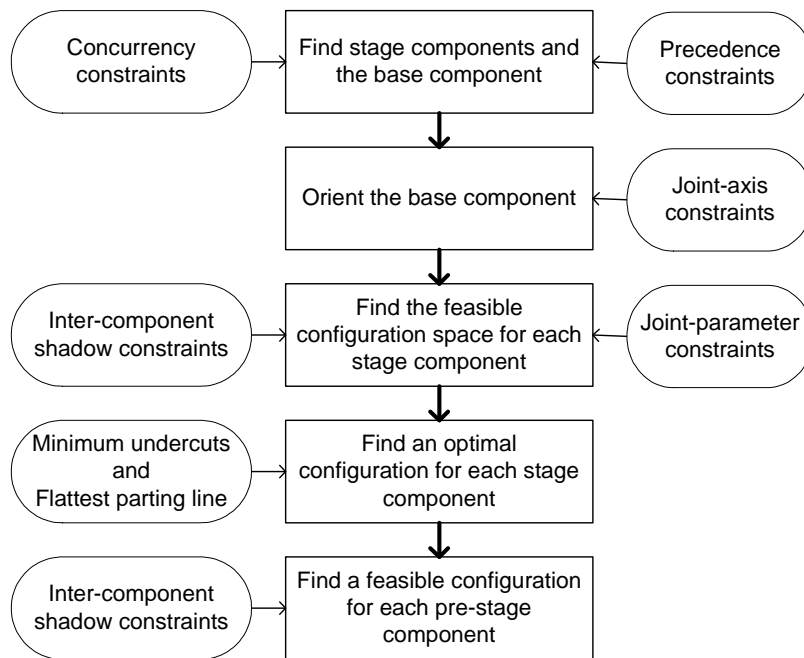 Concurrency
constraints
Find stage components and
the base component
Precedence
constraints
Orient the base component
Joint-axis
constraints
Inter-component
shadow constraints
Find the feasible
configuration space for each
stage component
Joint-parameter
constraints
Minimum undercuts
and
Flattest parting line
Find an optimal
configuration for each stage
component
Inter-component
shadow constraints
Find a feasible configuration
for each pre-stage
component